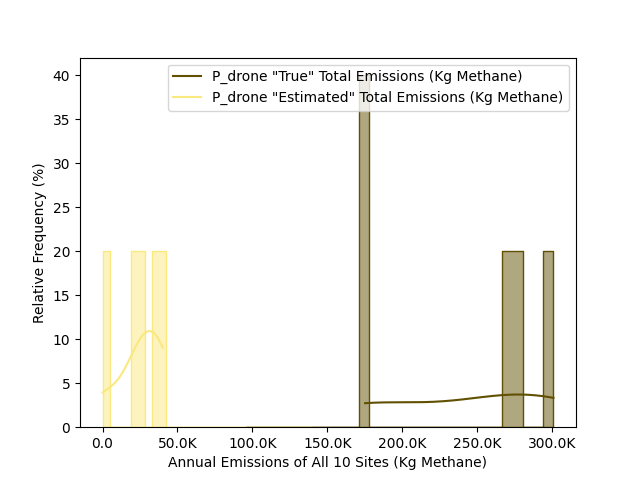 P_drone "True" Total Emissions (Kg Methane)
P_drone "Estimated" Total Emissions (Kg Methane)
40
35
30
25
20
15
10
5
0
Relative Frequency (%)
0.0 50.0K 100.0K 150.0K 200.0K 250.0K 300.0K
Annual Emissions of All 10 Sites (Kg Methane)